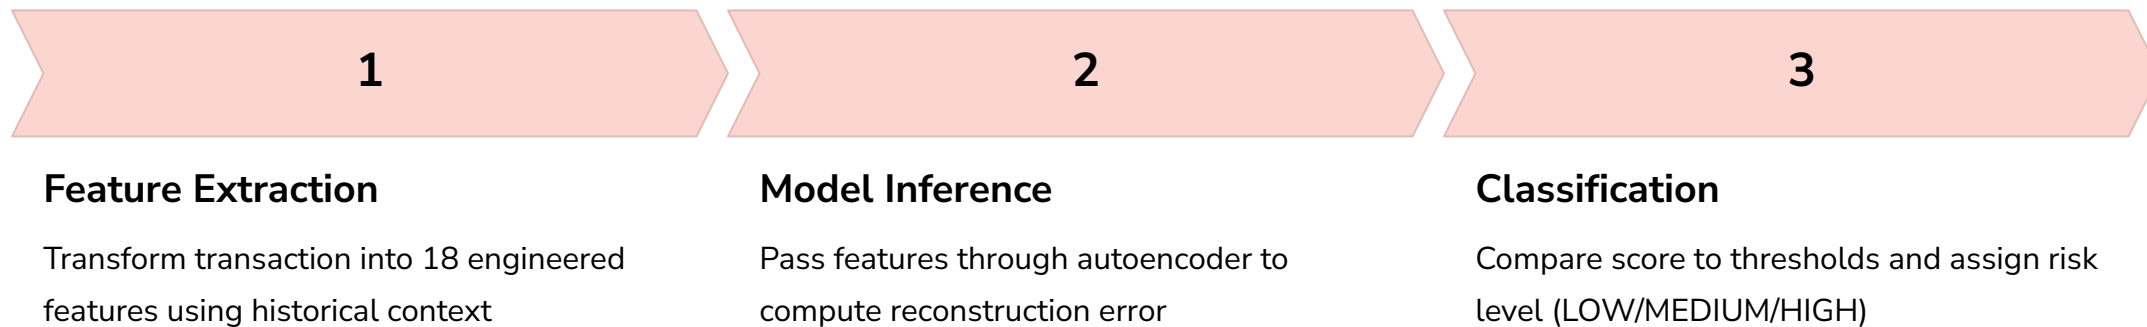 1
Feature Extraction
Transform transaction into 18 engineered
features using historical context
2
Model Inference
Pass features through autoencoder to
compute reconstruction error
3
Classification
Compare score to thresholds and assign risk
level (LOW/MEDIUM/HIGH)